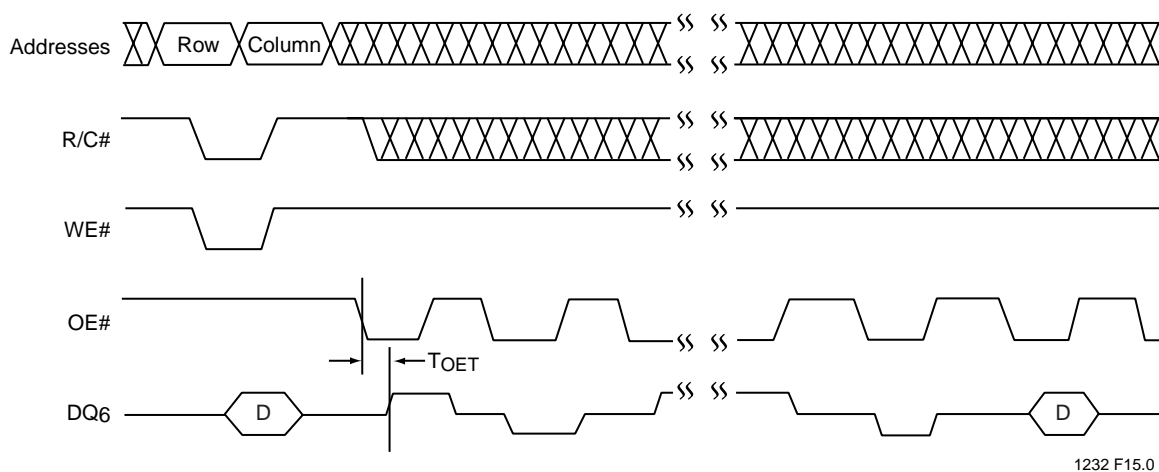 Addresses Row Column
R/C#
WE#
OE#
TOET
DQ6 D D
1232 F15.0